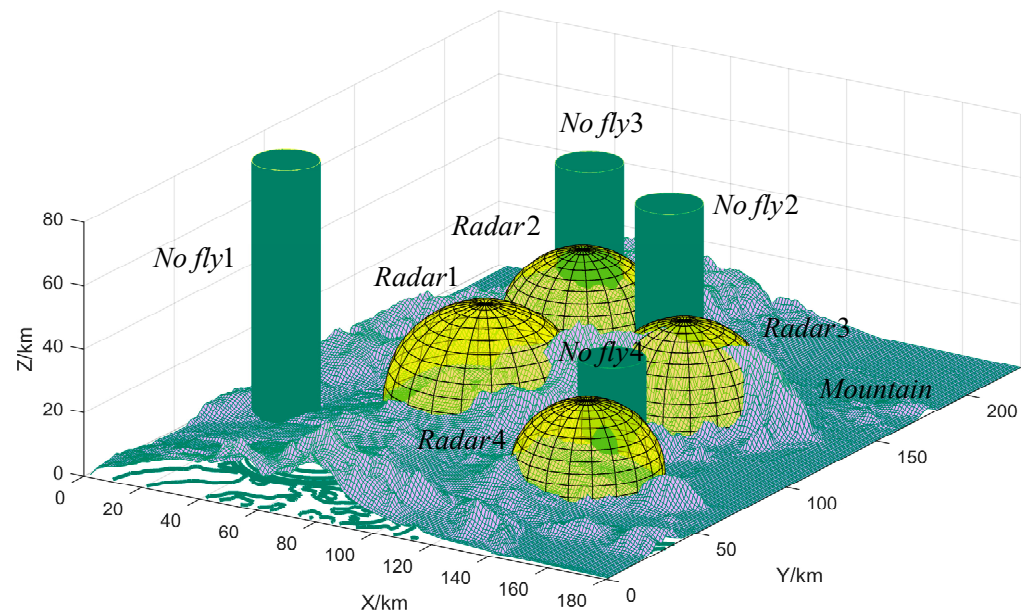 No fly3
No fly2
Radar2
No fly1
Radar1
Radar3
No fly4
Mountain
Radar4
Z/km
80
60
40
20
0
0
20
40
60
80
100
120
140
160
180
X/km
0
50
100
150
200
Y/km